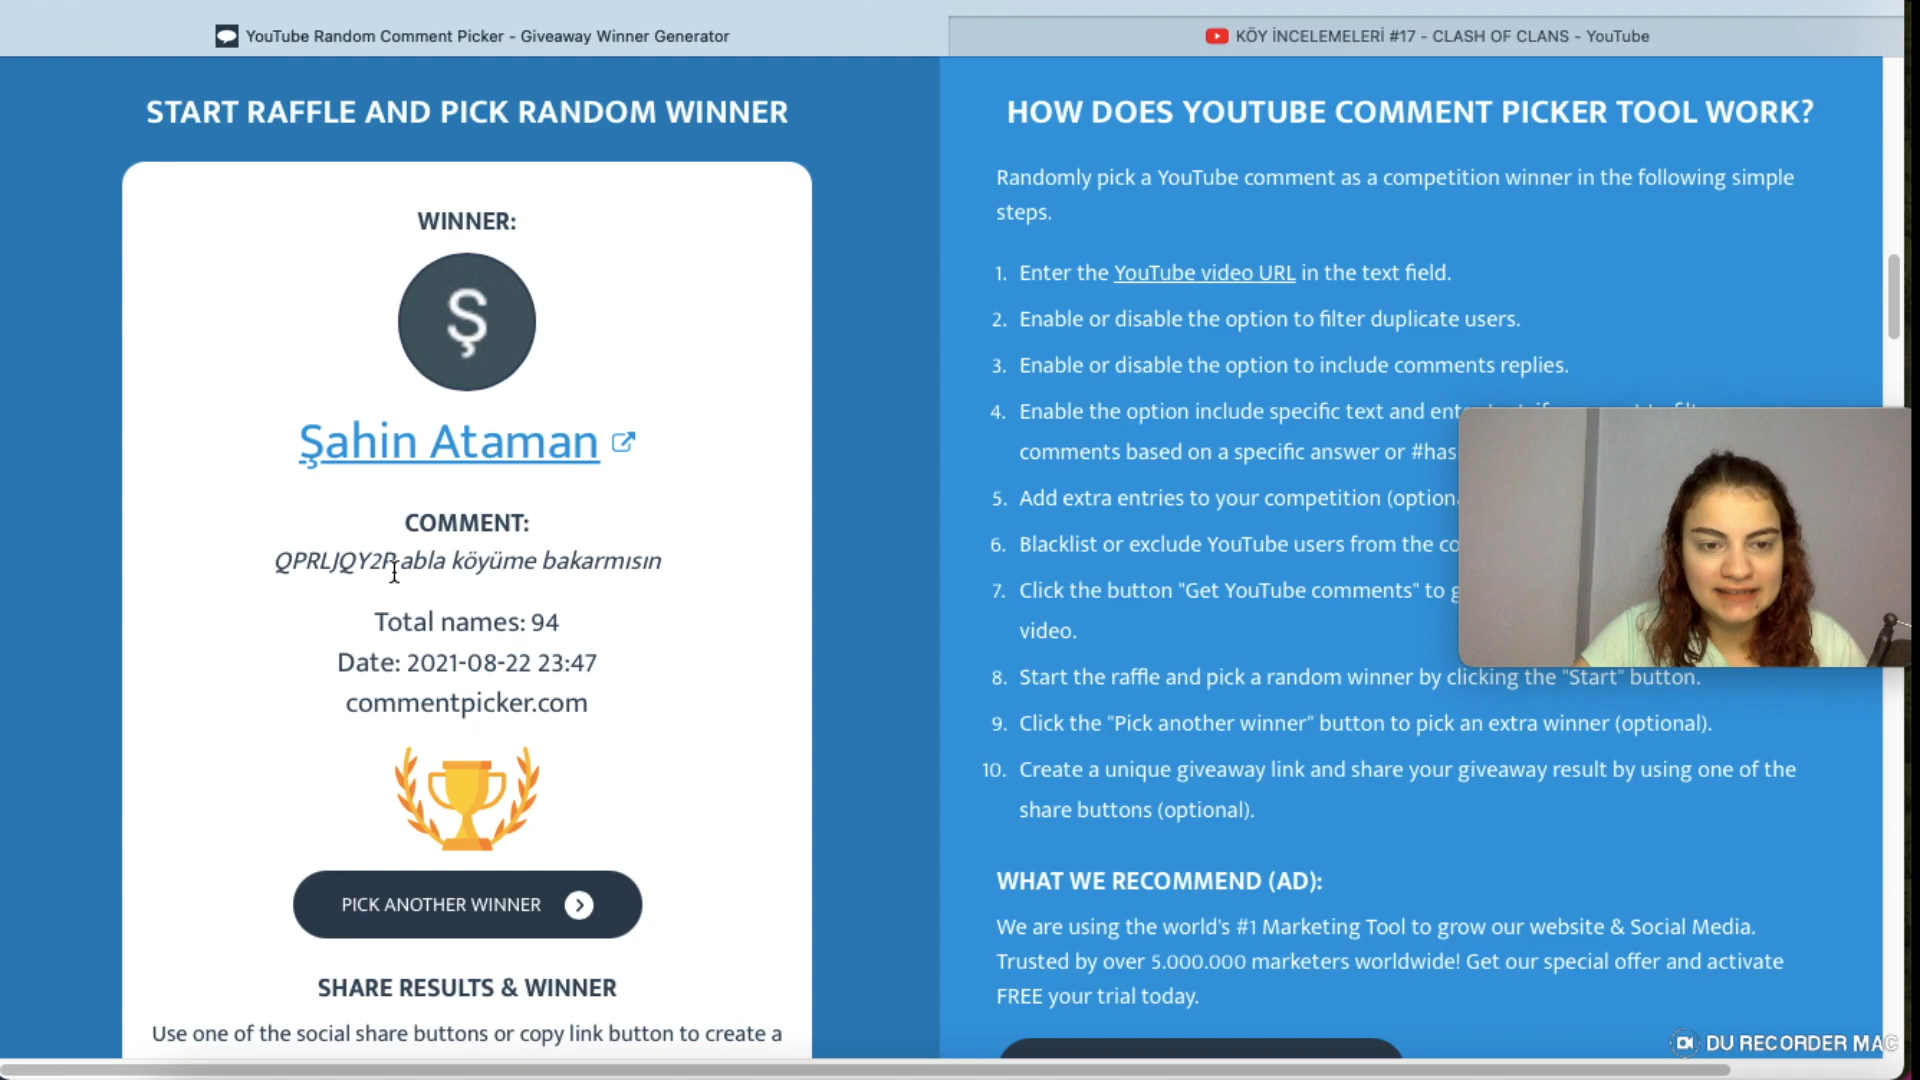 YouTube Random Comment Picker - Giveaway Winner Generator
KÖY İNCELEMELERİ #17 - CLASH OF CLANS - YouTube
START RAFFLE AND PICK RANDOM WINNER
WINNER:
Ş
Şahin Ataman
COMMENT:
QPRLJQY2R abla köyüme bakarmısın
Total names: 94
Date: 2021-08-22 23:47
commentpicker.com
PICK ANOTHER WINNER
SHARE RESULTS & WINNER
Use one of the social share buttons or copy link button to create a
HOW DOES YOUTUBE COMMENT PICKER TOOL WORK?
Randomly pick a YouTube comment as a competition winner in the following simple
steps.
1. Enter the YouTube video URL in the text field.
2. Enable or disable the option to filter duplicate users.
3. Enable or disable the option to include comments replies.
4. Enable the option include specific text and
comments based on a specific answer or
5. Add extra entries to your competition
6. Blacklist or exclude YouTube users from the
7. Click the button "Get YouTube comments" to
video.
8. Start the raffle and pick a random winner by clicking the "Start" button.
9. Click the "Pick another winner" button to pick an extra winner (optional).
10. Create a unique giveaway link and share your giveaway result by using one of the
share buttons (optional).
WHAT WE RECOMMEND (AD):
We are using the world's #1 Marketing Tool to grow our website & Social Media.
Trusted by over 5.000.000 marketers worldwide! Get our special offer and activate
FREE your trial today.
DU RECORDER MAC